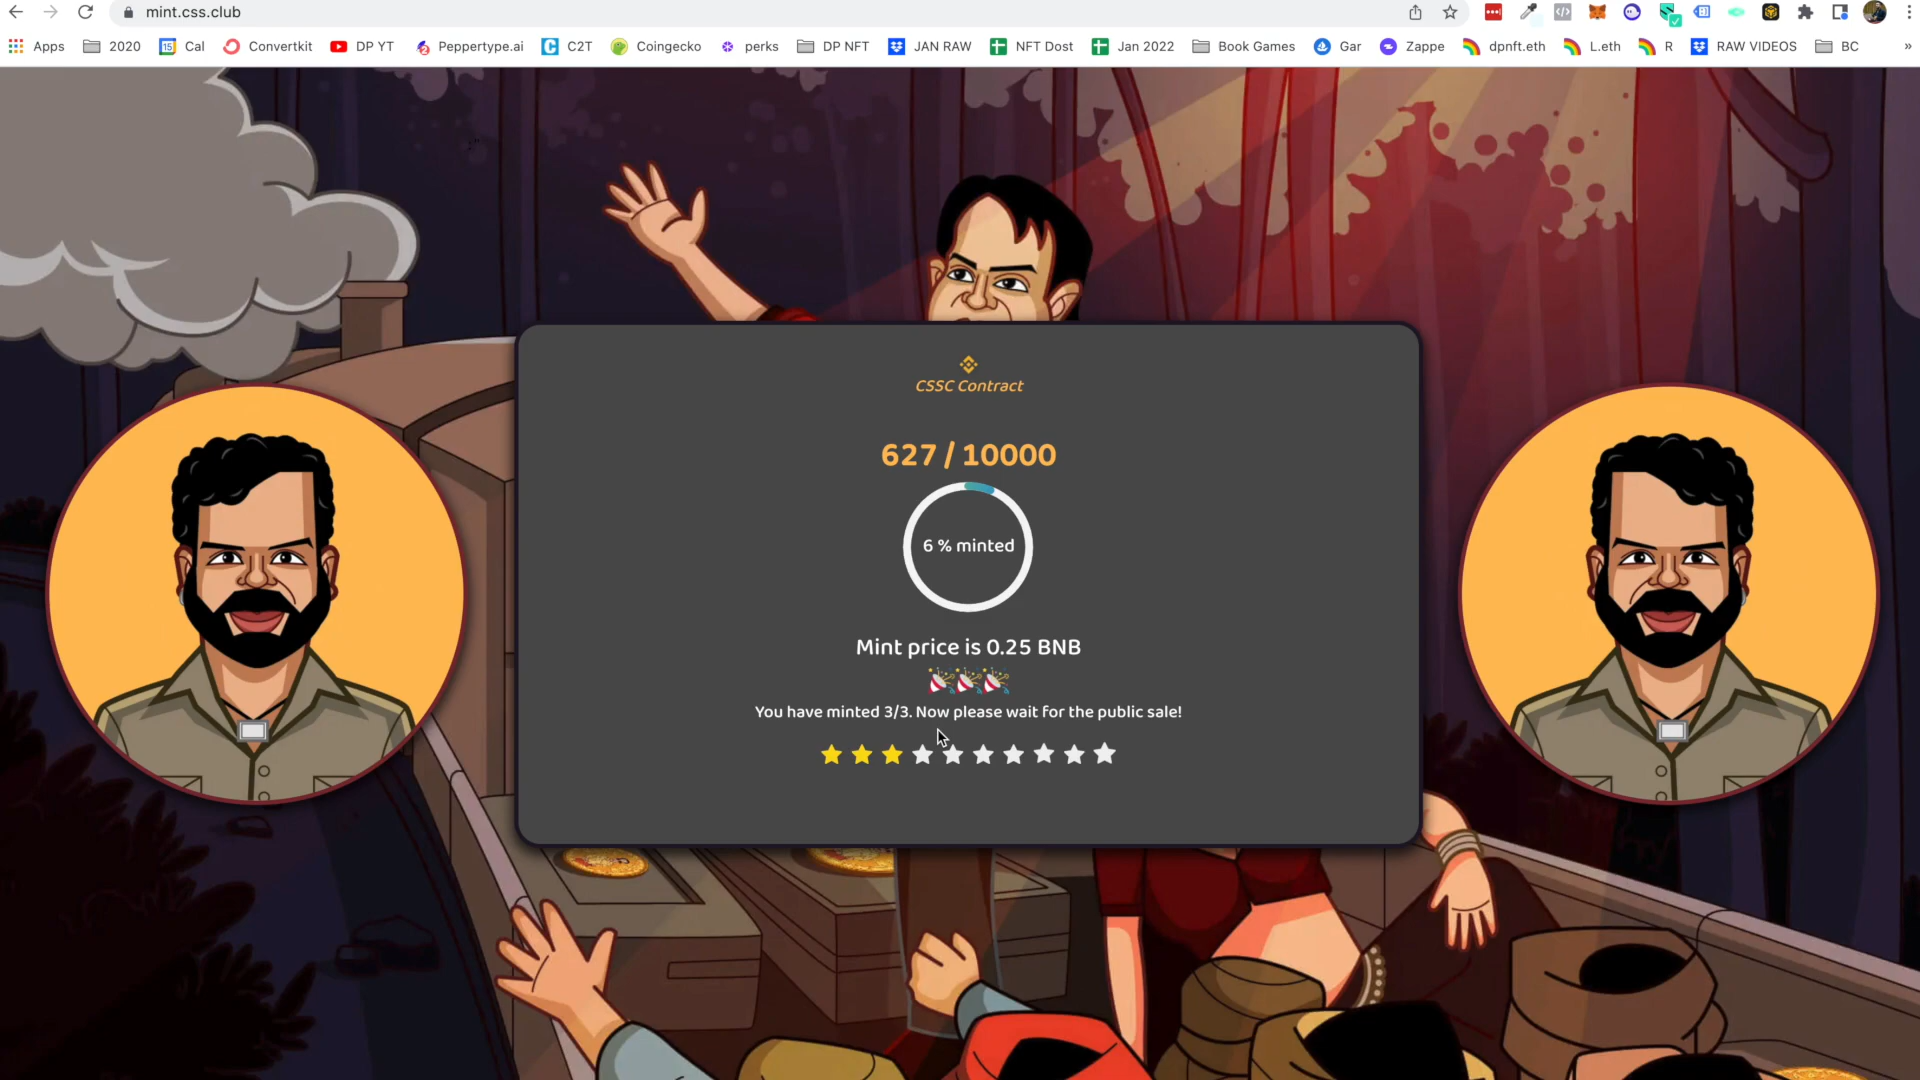 mint.css.club
Apps 2020 Cal Convertkit DP YT Peppertype.ai C2T Coingecko perks DP NFT JAN RAW NFT Dost Jan 2022 Book Games Gar Zappe dpnft.eth L.eth R RAW VIDEOS BC »
CSSC Contract
627 / 10000
6 % minted
Mint price is 0.25 BNB
You have minted 3/3. Now please wait for the public sale!